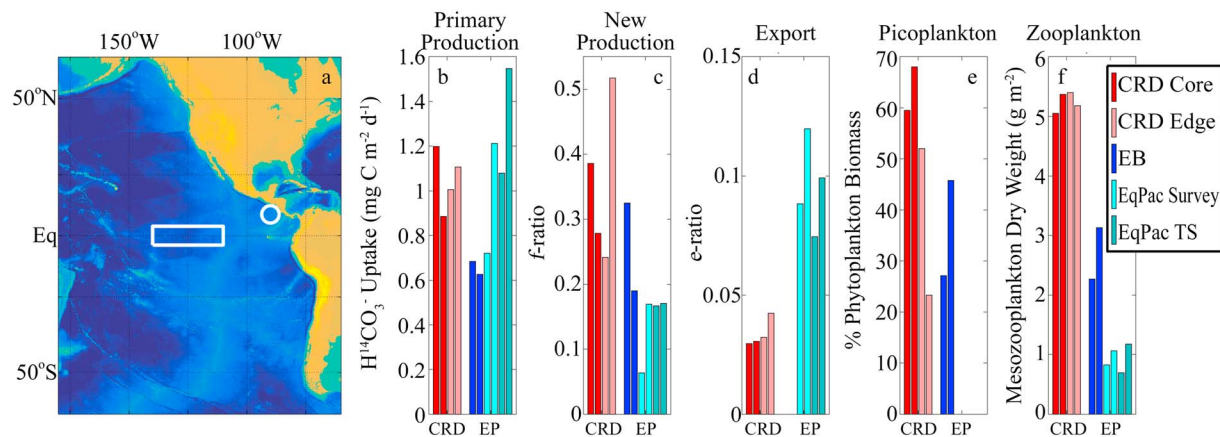 150°W 100°W
50°N
Eq
50°S
a
Primary
Production
b
H¹⁴CO₃⁻ Uptake (mg C m⁻² d⁻¹)
1.6
1.4
1.2
1
0.8
0.6
0.4
0.2
0
CRD EP
New
Production
c
f-ratio
0.5
0.4
0.3
0.2
0.1
0
CRD EP
Export
d
e-ratio
0.15
0.1
0.05
0
CRD EP
Picoplankton
e
% Phytoplankton Biomass
70
60
50
40
30
20
10
0
CRD EP
Zooplankton
f
Mesozooplankton Dry Weight (g m⁻²)
6
5
4
3
2
1
0
CRD EP
CRD Core
CRD Edge
EB
EqPac Survey
EqPac TS